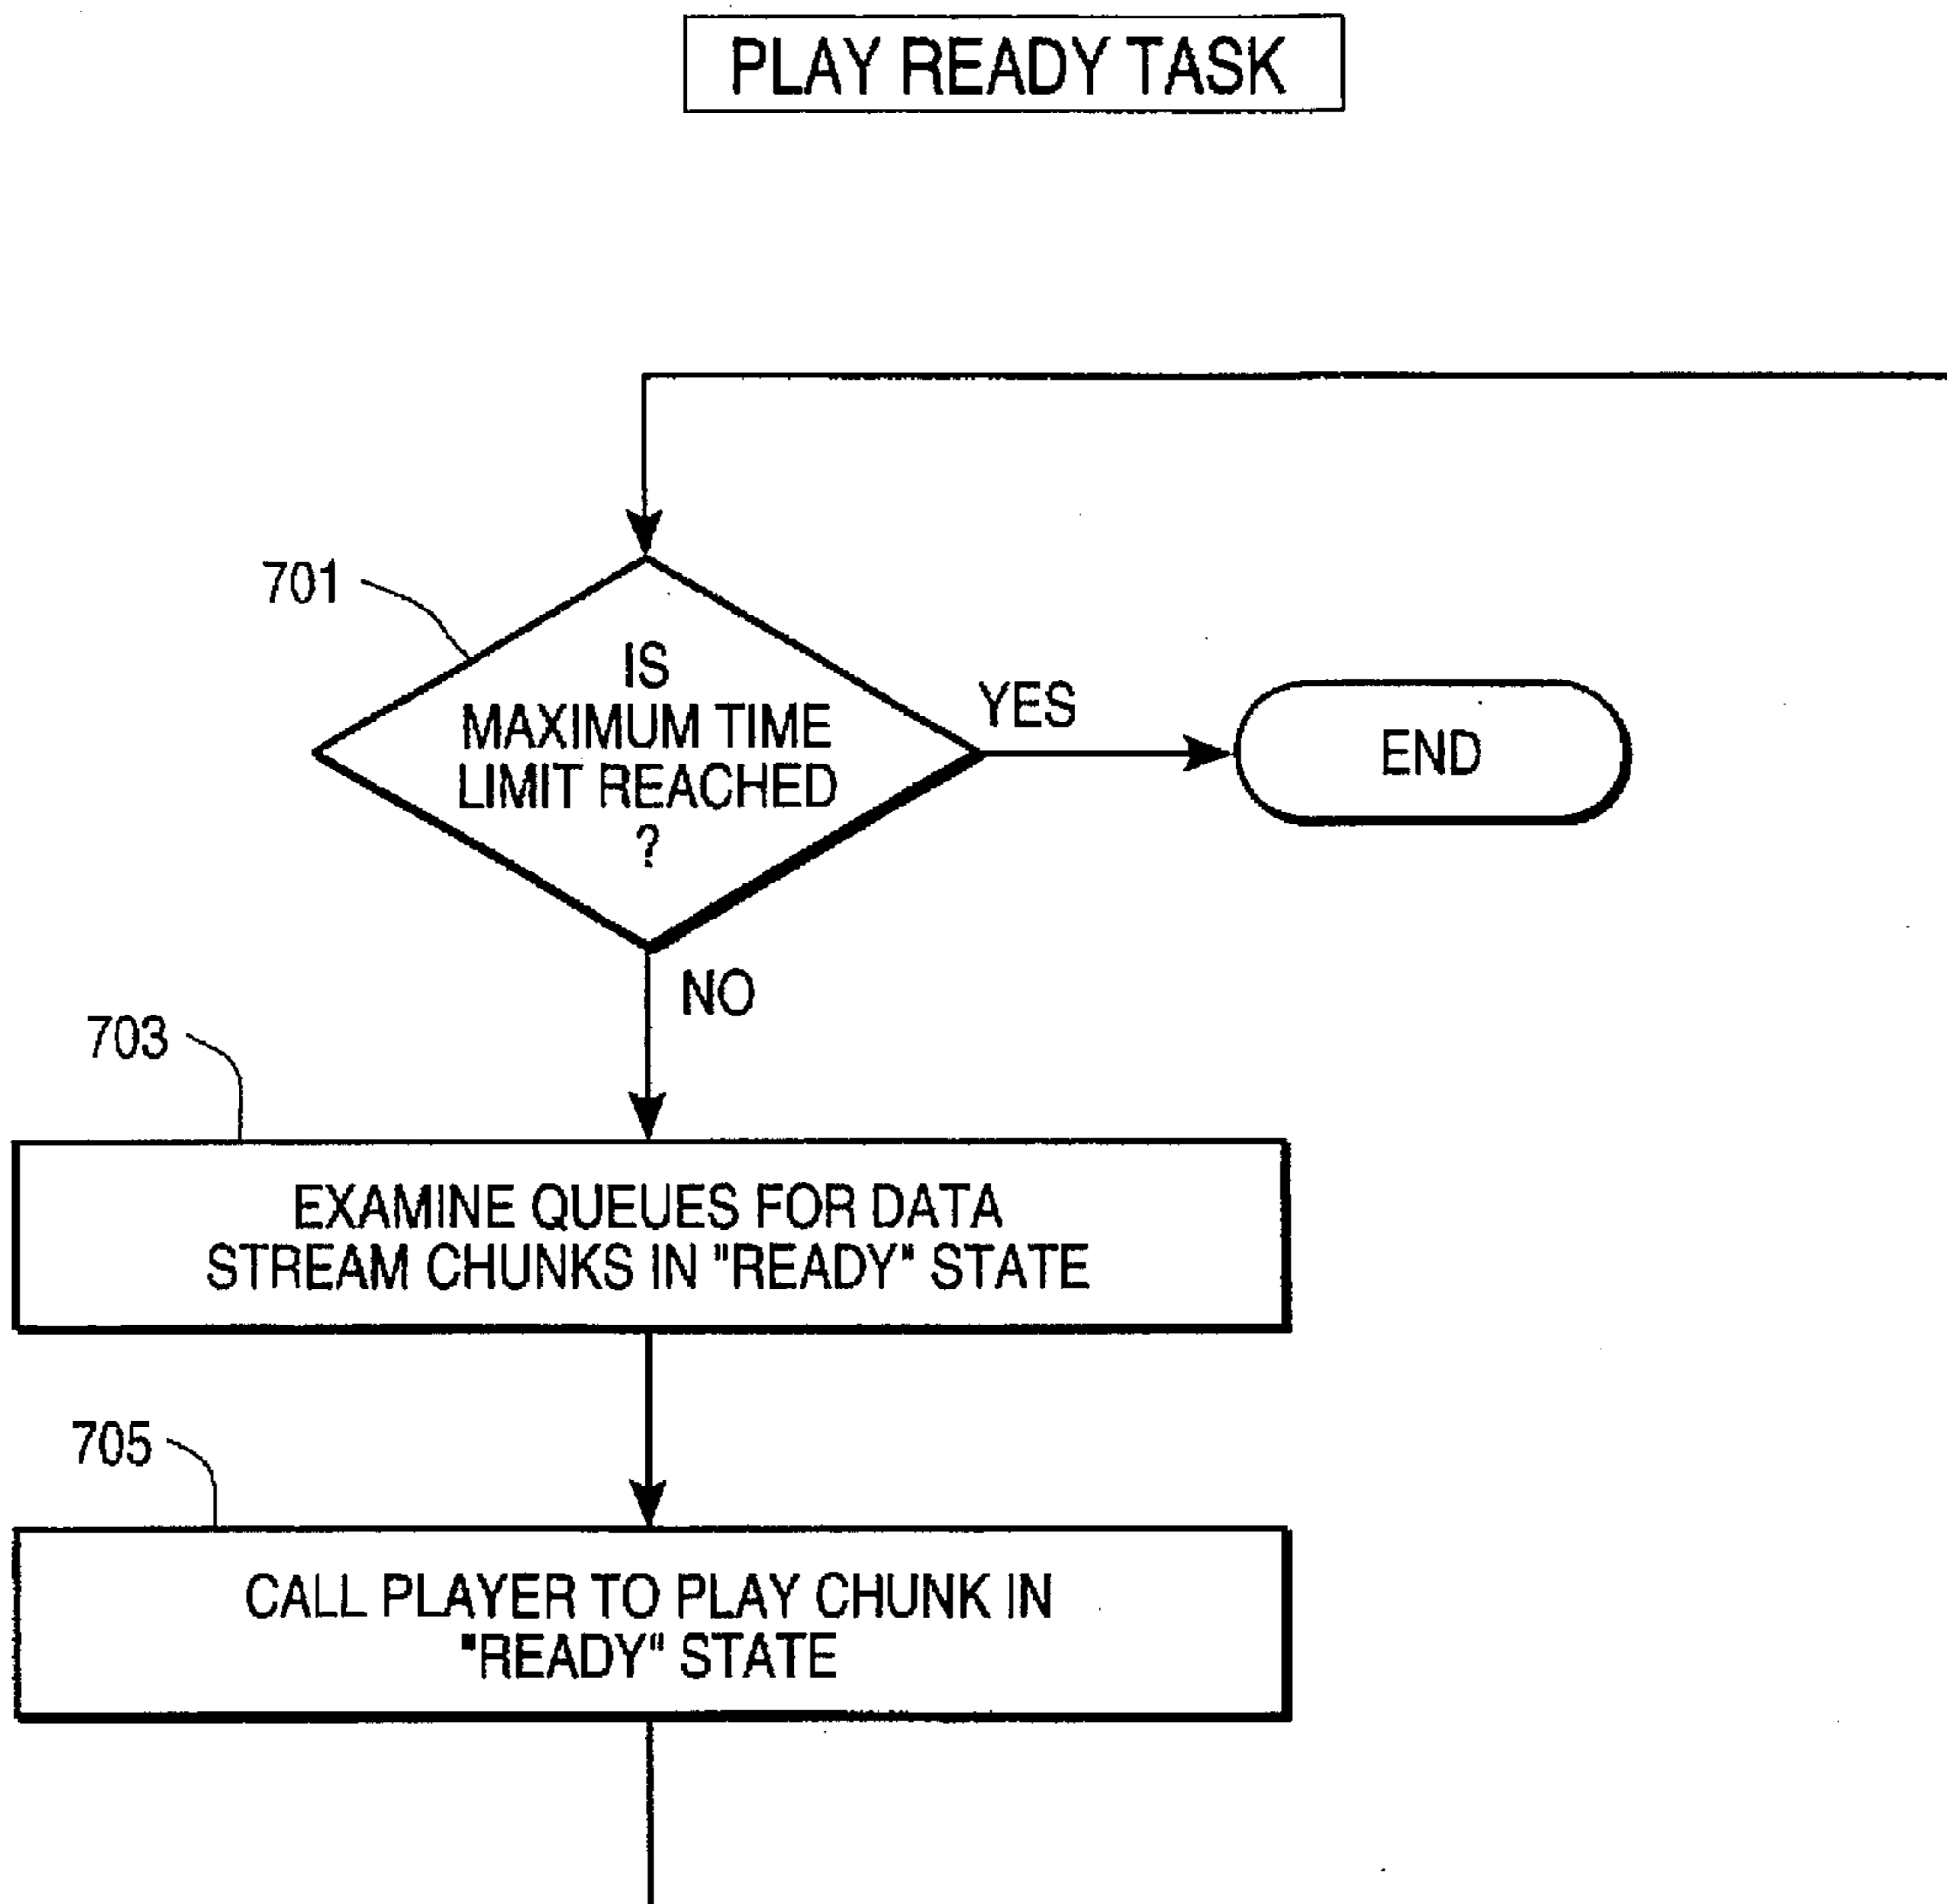 PLAY READY TASK
701
IS
MAXIMUM TIME
LIMIT REACHED
?
YES
END
NO
703
EXAMINE QUEUES FOR DATA
STREAM CHUNKS IN "READY" STATE
705
CALL PLAYER TO PLAY CHUNK IN
"READY" STATE